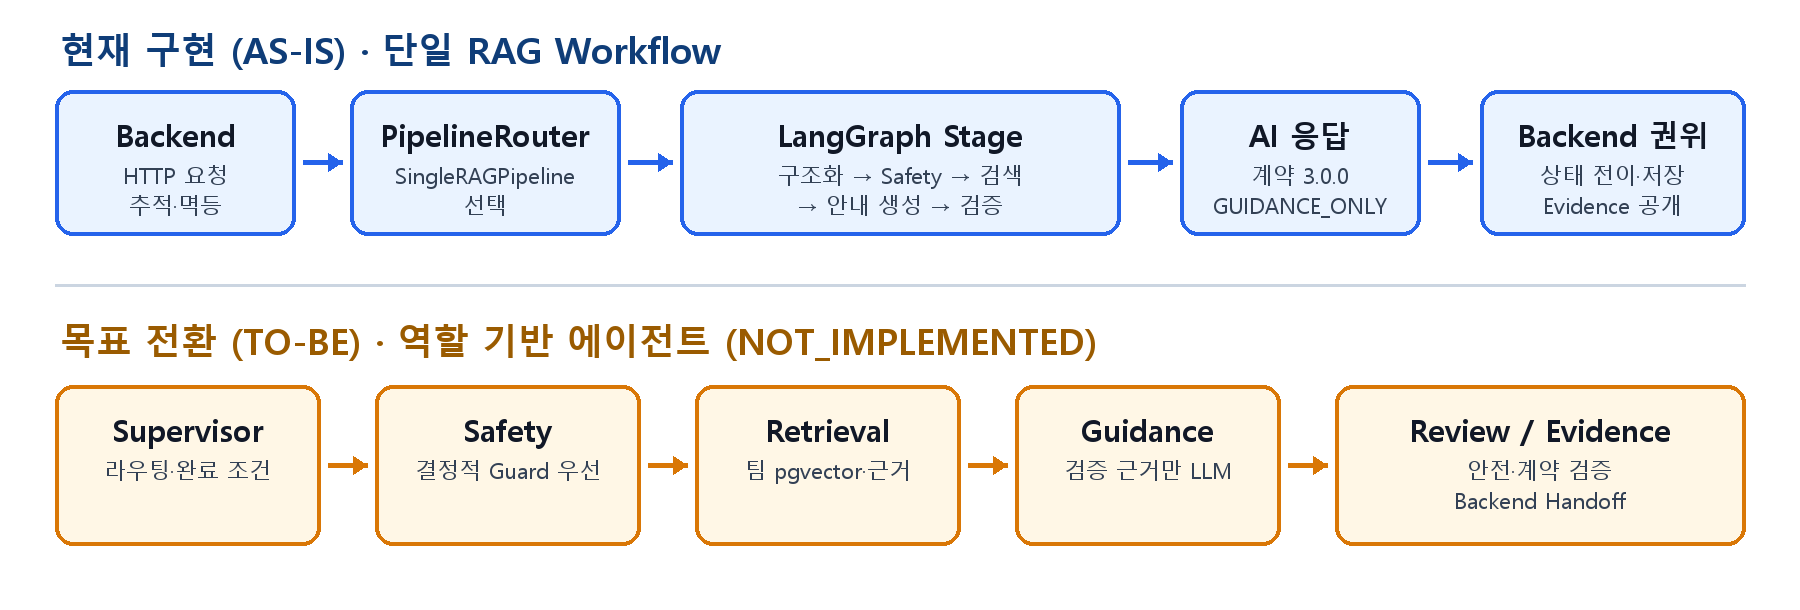 현재 구현 (AS-IS) · 단일 RAG Workflow
Backend
HTTP 요청
추적·멱등
PipelineRouter
SingleRAGPipeline
선택
LangGraph Stage
구조화 → Safety → 검색
→ 안내 생성 → 검증
AI 응답
계약 3.0.0
GUIDANCE_ONLY
Backend 권위
상태 전이·저장
Evidence 공개
목표 전환 (TO-BE) · 역할 기반 에이전트 (NOT_IMPLEMENTED)
Supervisor
라우팅·완료 조건
Safety
결정적 Guard 우선
Retrieval
팀 pgvector·근거
Guidance
검증 근거만 LLM
Review / Evidence
안전·계약 검증
Backend Handoff